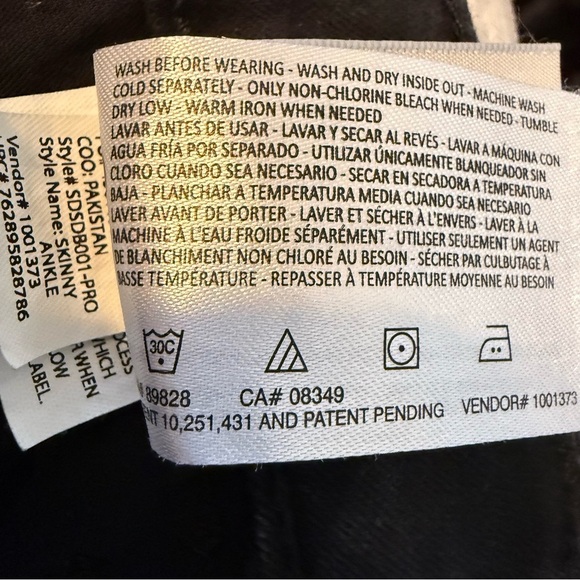 WASH BEFORE WEARING - WASH AND DRY INSIDE OUT - MACHINE WASH
COLD SEPARATELY - ONLY NON-CHLORINE BLEACH WHEN NEEDED - TUMBLE
DRY LOW - WARM IRON WHEN NEEDED
LAVAR ANTES DE USAR - LAVAR Y SECAR AL REVÉS - LAVAR A MÁQUINA CON
AGUA FRÍA POR SEPARADO - UTILIZAR ÚNICAMENTE BLANQUEADOR SIN
CLORO CUANDO SEA NECESARIO - SECAR EN SECADORA A TEMPERATURA
BAJA - PLANCHAR A TEMPERATURA MEDIA CUANDO SEA NECESARIO
LAVER AVANT DE PORTER - LAVER ET SÉCHER À L'ENVERS - LAVER À LA
MACHINE À L'EAU FROIDE SÉPARÉMENT - UTILISER SEULEMENT UN AGENT
DE BLANCHIMENT NON CHLORÉ AU BESOIN - SÉCHER PAR CULBUTAGE À
BASSE TEMPÉRATURE - REPASSER À TEMPÉRATURE MOYENNE AU BESOIN
30C
89828 CA# 08349
10,251,431 AND PATENT PENDING VENDOR# 1001373
COO: PAKISTAN
Style# SDSDB001-PRO
Style Name: SKINNY
ANKLE
Vendor# 1001373
762895828786
WHICH
WHEN
LABEL.